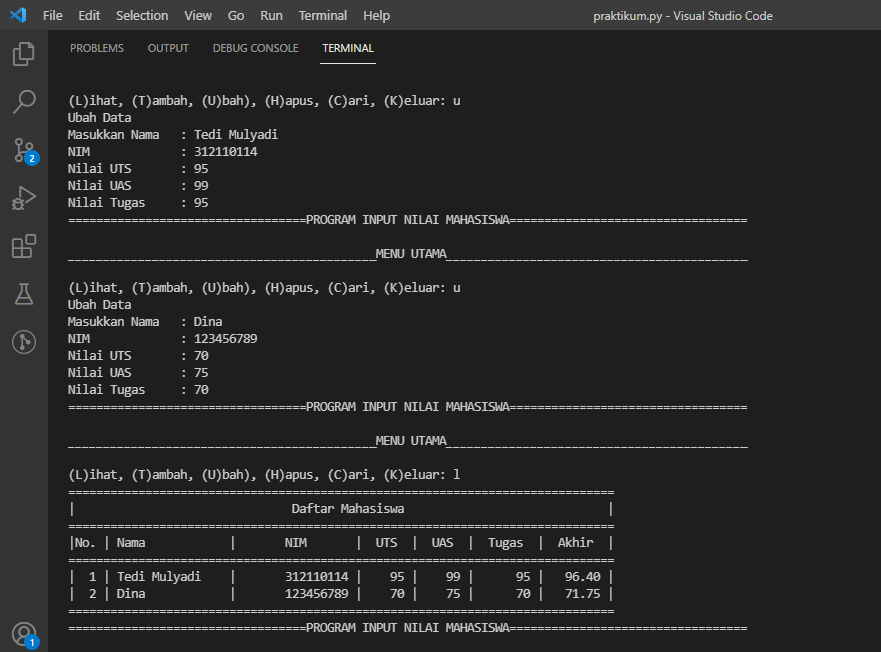 File Edit Selection View Go Run Terminal Help praktikum.py - Visual Studio Code
PROBLEMS OUTPUT DEBUG CONSOLE TERMINAL
(L)ihat, (T)ambah, (U)bah), (H)apus, (C)ari, (K)eluar: u
Ubah Data
Masukkan Nama   : Tedi Mulyadi
NIM             : 312110114
Nilai UTS       : 95
Nilai UAS       : 99
Nilai Tugas     : 95
==================================PROGRAM INPUT NILAI MAHASISWA==================================
____________________________________________MENU UTAMA___________________________________________
(L)ihat, (T)ambah, (U)bah), (H)apus, (C)ari, (K)eluar: u
Ubah Data
Masukkan Nama   : Dina
NIM             : 123456789
Nilai UTS       : 70
Nilai UAS       : 75
Nilai Tugas     : 70
==================================PROGRAM INPUT NILAI MAHASISWA==================================
____________________________________________MENU UTAMA___________________________________________
(L)ihat, (T)ambah, (U)bah), (H)apus, (C)ari, (K)eluar: l
==============================================================================
|                               Daftar Mahasiswa                             |
==============================================================================
|No. | Nama            |       NIM       |  UTS  |  UAS  |  Tugas  |  Akhir  |
==============================================================================
|  1 | Tedi Mulyadi    |       312110114 |    95 |    99 |      95 |   96.40 |
|  2 | Dina            |       123456789 |    70 |    75 |      70 |   71.75 |
==============================================================================
==================================PROGRAM INPUT NILAI MAHASISWA==================================
2
1